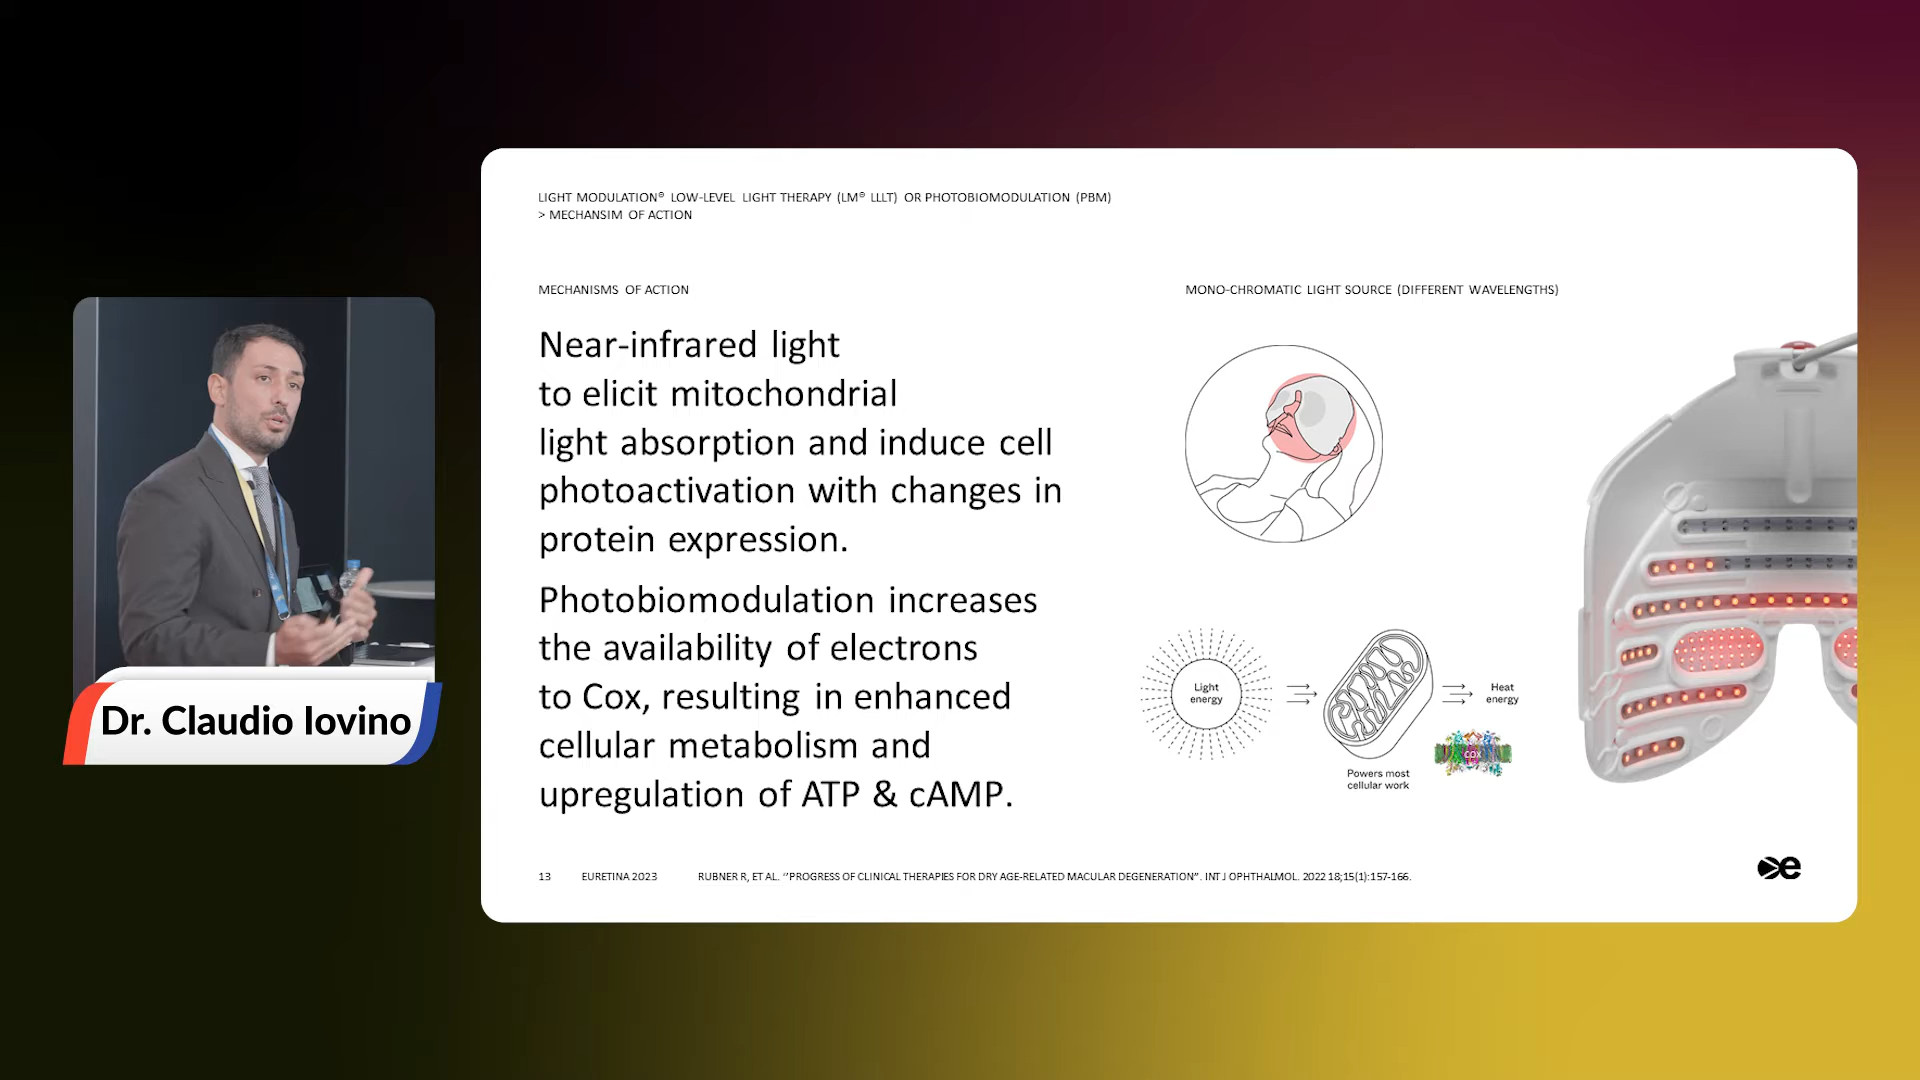 LIGHT MODULATION® LOW-LEVEL LIGHT THERAPY (LM® LLLT) OR PHOTOBIOMODULATION (PBM)
> MECHANSIM OF ACTION
MECHANISMS OF ACTION
Near-infrared light
to elicit mitochondrial
light absorption and induce cell
photoactivation with changes in
protein expression.
Photobiomodulation increases
the availability of electrons
to Cox, resulting in enhanced
cellular metabolism and
upregulation of ATP & cAMP.
MONO-CHROMATIC LIGHT SOURCE (DIFFERENT WAVELENGTHS)
Light
energy
Heat
energy
COX
Powers most
cellular work
Dr. Claudio Iovino
13 EURETINA 2023 RUBNER R, ET AL. “PROGRESS OF CLINICAL THERAPIES FOR DRY AGE-RELATED MACULAR DEGENERATION”. INT J OPHTHALMOL. 2022 18;15(1):157-166.